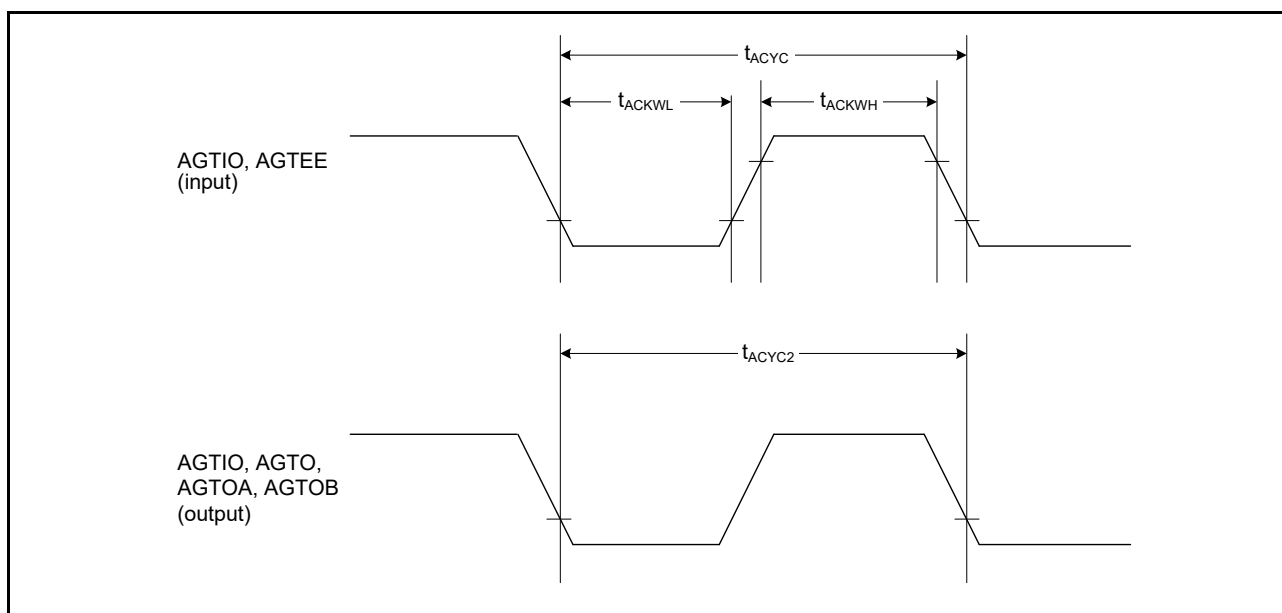 tACYC
tACKWL
tACKWH
AGTIO, AGTEE
(input)
tACYC2
AGTIO, AGTO,
AGTOA, AGTOB
(output)